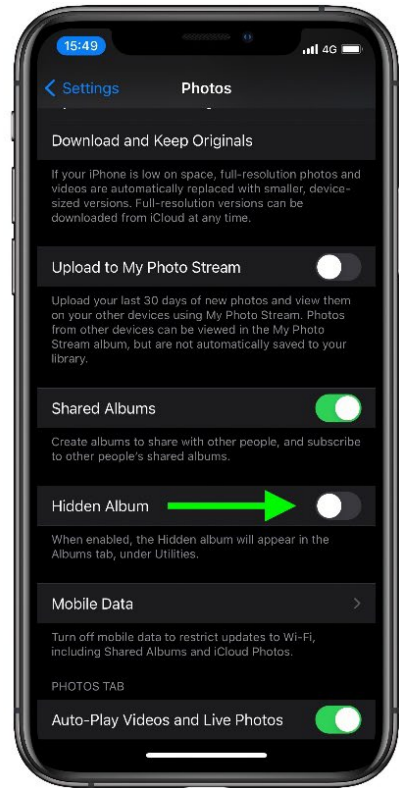 15:49
4G
Settings
Photos
Download and Keep Originals
If your iPhone is low on space, full-resolution photos and
videos are automatically replaced with smaller, device-
sized versions. Full-resolution versions can be
downloaded from iCloud at any time.
Upload to My Photo Stream
Upload your last 30 days of new photos and view them
on your other devices using My Photo Stream. Photos
from other devices can be viewed in the My Photo
Stream album, but are not automatically saved to your
library.
Shared Albums
Create albums to share with other people, and subscribe
to other people's shared albums.
Hidden Album
When enabled, the Hidden album will appear in the
Albums tab, under Utilities.
Mobile Data
Turn off mobile data to restrict updates to Wi-Fi,
including Shared Albums and iCloud Photos.
PHOTOS TAB
Auto-Play Videos and Live Photos